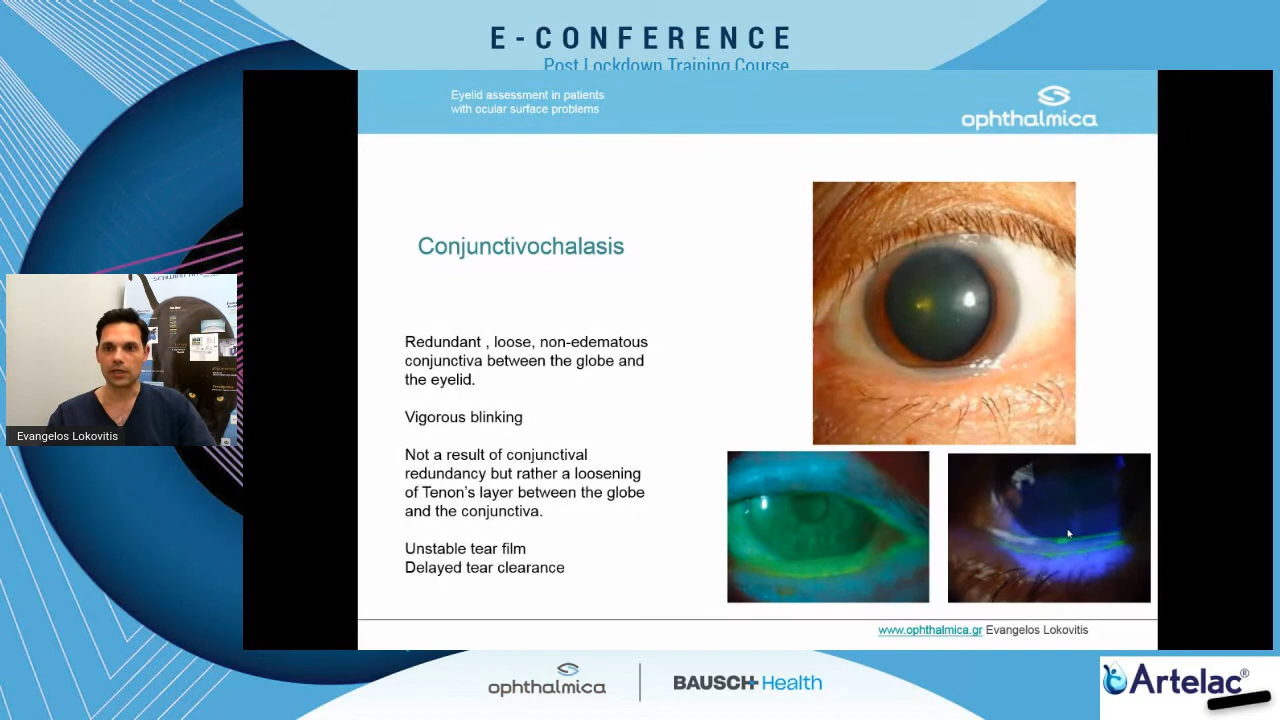 E-CONFERENCE
Post Lockdown Training Course
Eyelid assessment in patients
with ocular surface problems
ophthalmica
Conjunctivochalasis
Redundant , loose, non-edematous
conjunctiva between the globe and
the eyelid.
Vigorous blinking
Not a result of conjunctival
redundancy but rather a loosening
of Tenon's layer between the globe
and the conjunctiva.
Unstable tear film
Delayed tear clearance
www.ophthalmica.gr Evangelos Lokovitis
Evangelos Lokovitis
ophthalmica
BAUSCH+Health
Artelac®